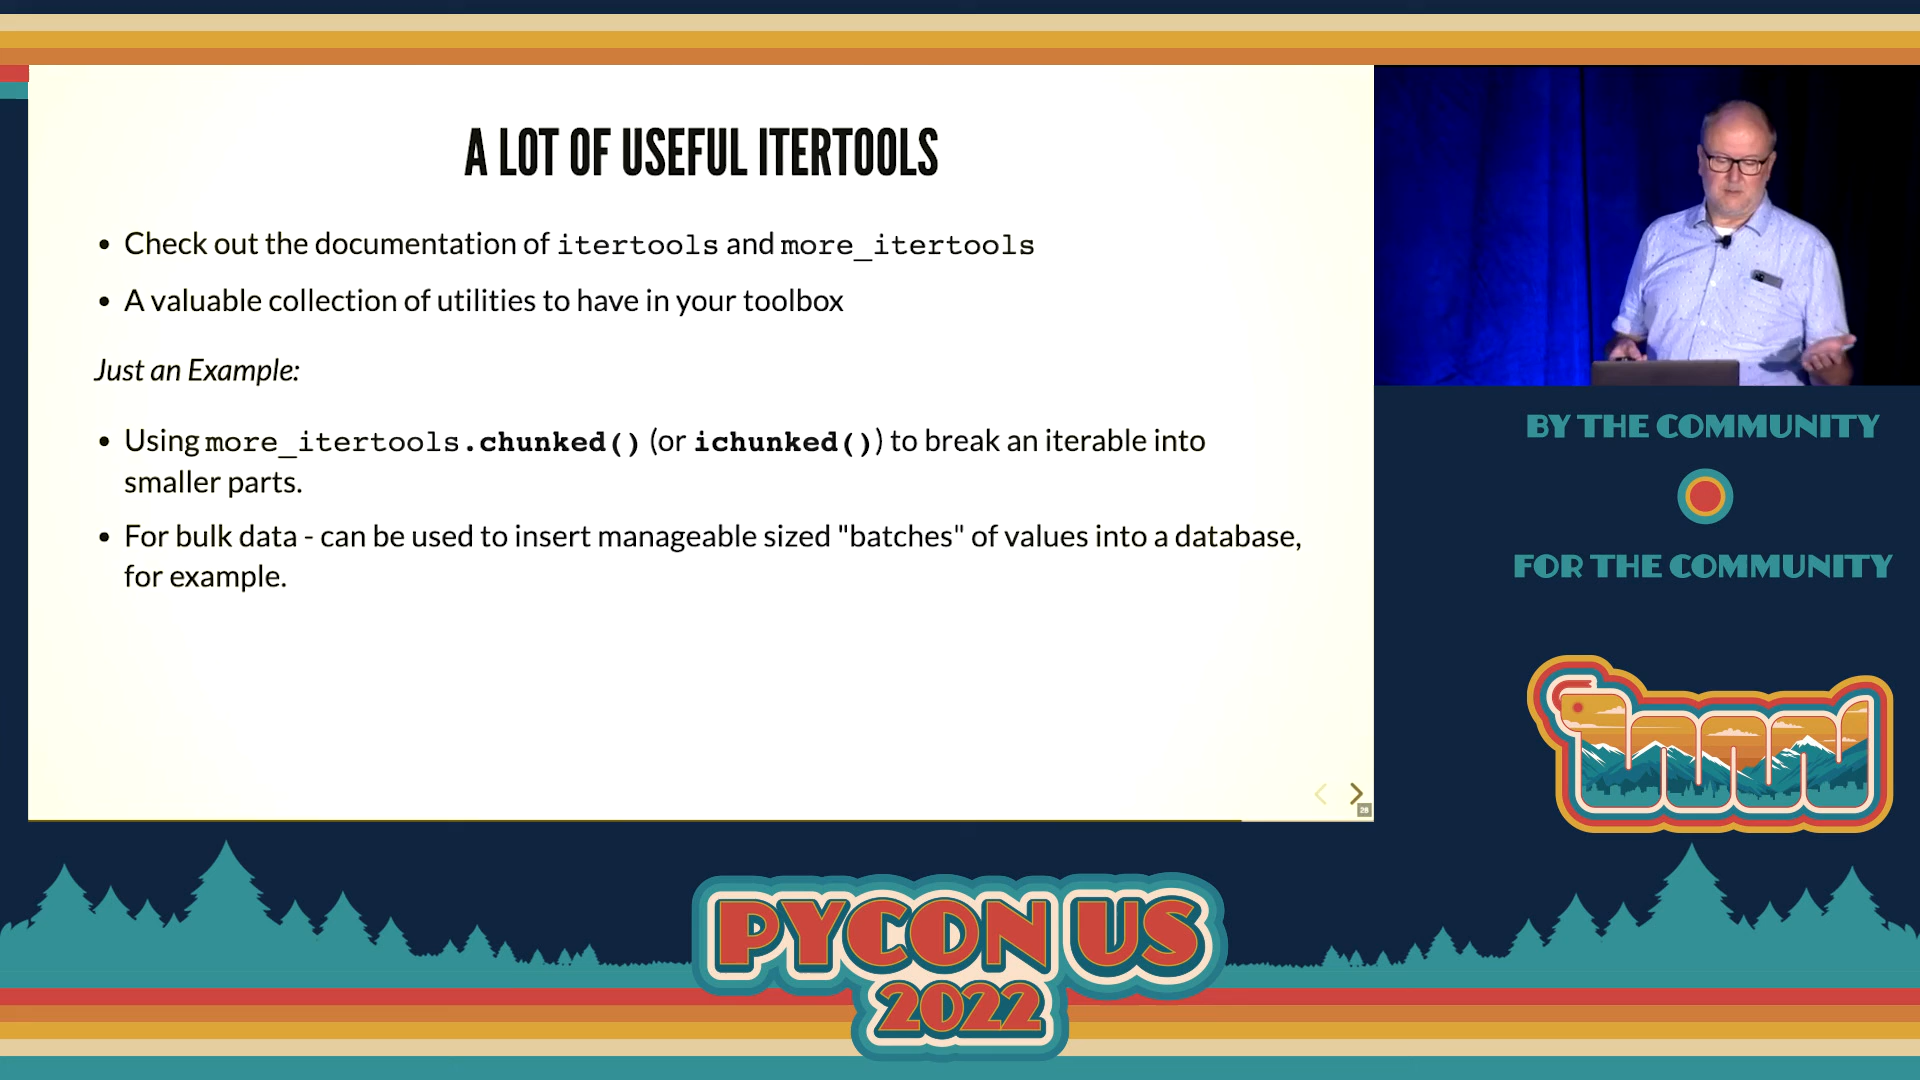 A LOT OF USEFUL ITERTOOLS
• Check out the documentation of itertools and more_itertools
• A valuable collection of utilities to have in your toolbox
Just an Example:
• Using more_itertools.chunked() (or ichunked()) to break an iterable into
smaller parts.
• For bulk data - can be used to insert manageable sized "batches" of values into a database,
for example.
28
BY THE COMMUNITY
FOR THE COMMUNITY
PYCON US
2022